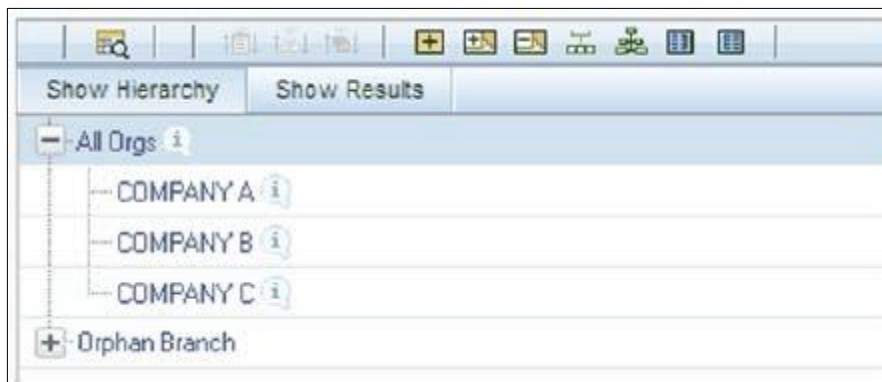 Show Hierarchy Show Results
All Orgs
COMPANY A
COMPANY B
COMPANY C
Orphan Branch